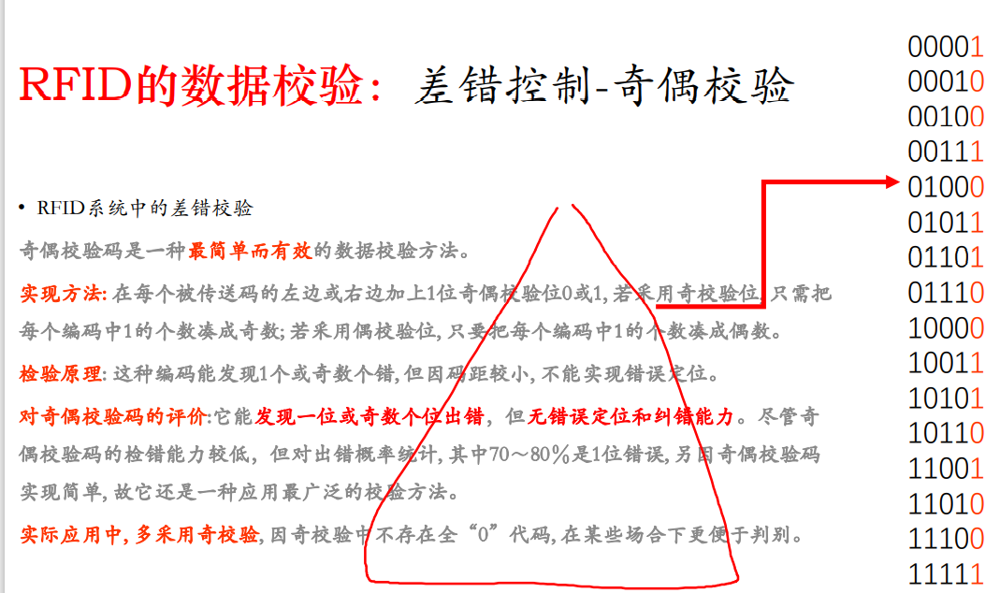 RFID的数据校验：差错控制-奇偶校验
• RFID系统中的差错校验
奇偶校验码是一种最简单而有效的数据校验方法。
实现方法:在每个被传送码的左边或右边加上1位奇偶校验位0或1,若采用奇校验位,只需把
每个编码中1的个数凑成奇数;若采用偶校验位,只要把每个编码中1的个数凑成偶数。
检验原理:这种编码能发现1个或奇数个错,但因码距较小,不能实现错误定位。
对奇偶校验码的评价:它能发现一位或奇数个位出错，但无错误定位和纠错能力。尽管奇
偶校验码的检错能力较低，但对出错概率统计,其中70～80%是1位错误,另因奇偶校验码
实现简单,故它还是一种应用最广泛的校验方法。
实际应用中,多采用奇校验,因奇校验中不存在全“0”代码,在某些场合下更便于判别。
00001
00010
00100
00111
01000
01011
01101
01110
10000
10011
10101
10110
11001
11010
11100
11111